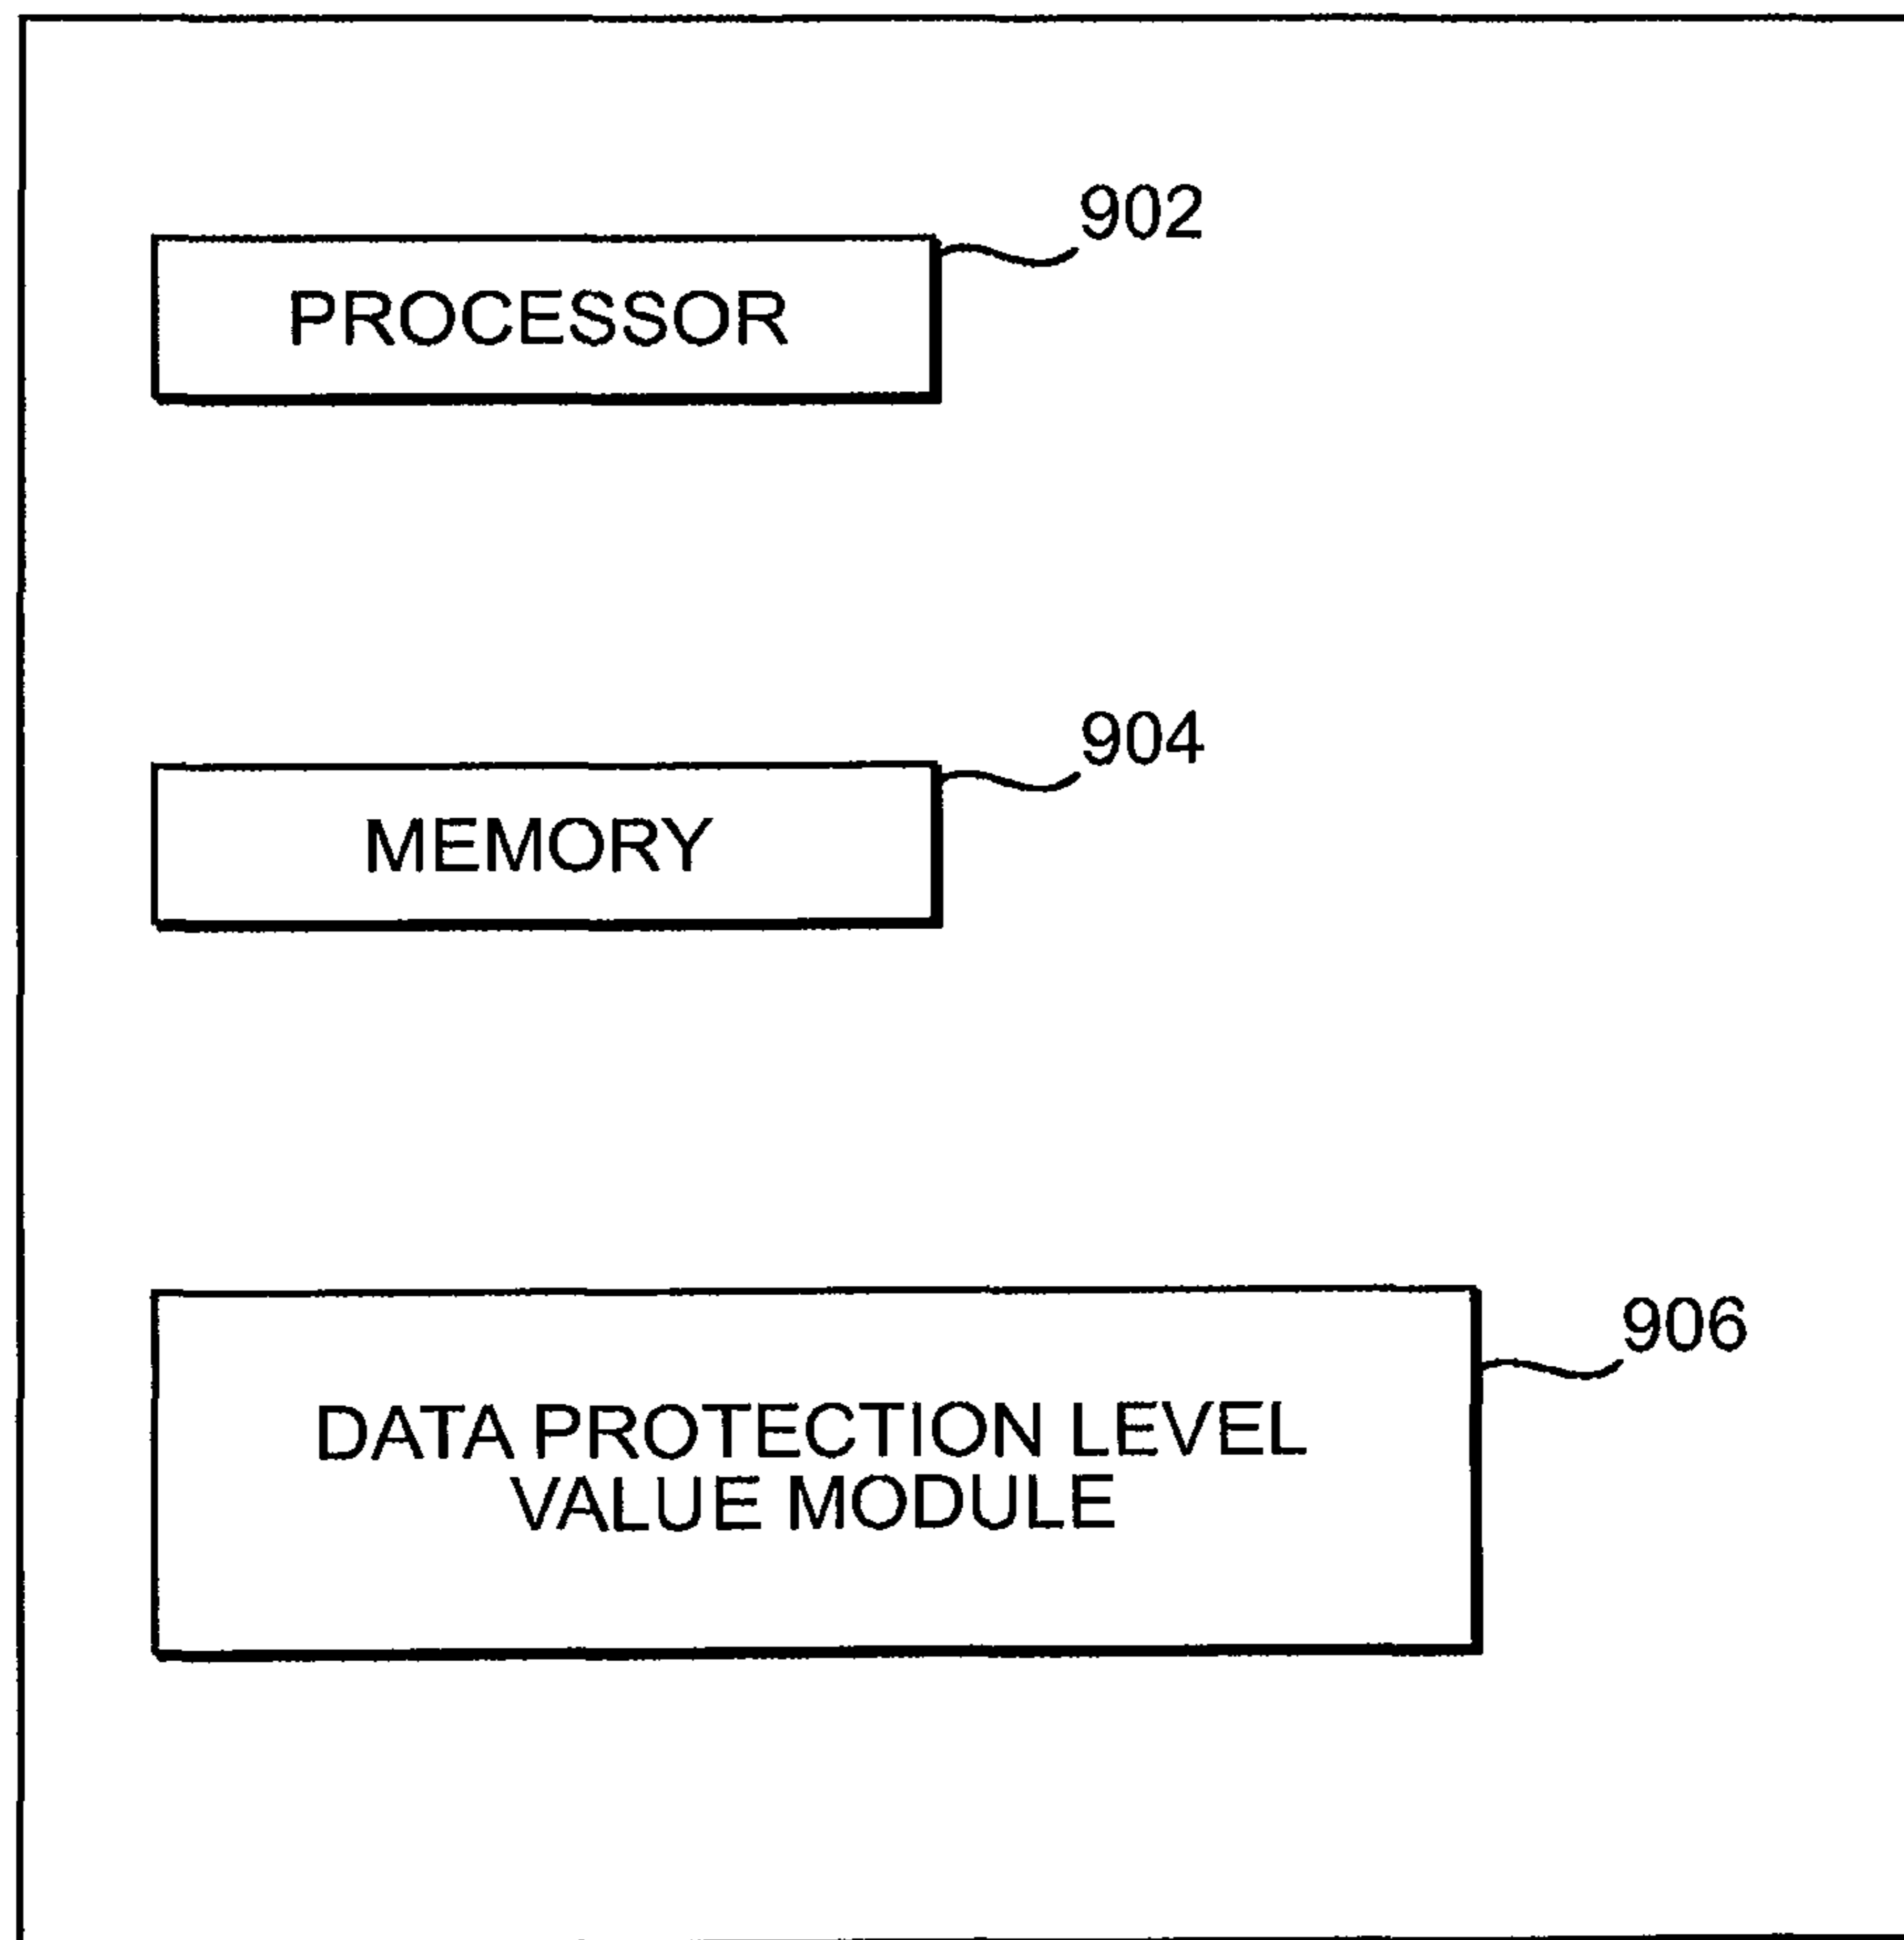 902
PROCESSOR
904
MEMORY
906
DATA PROTECTION LEVEL
VALUE MODULE